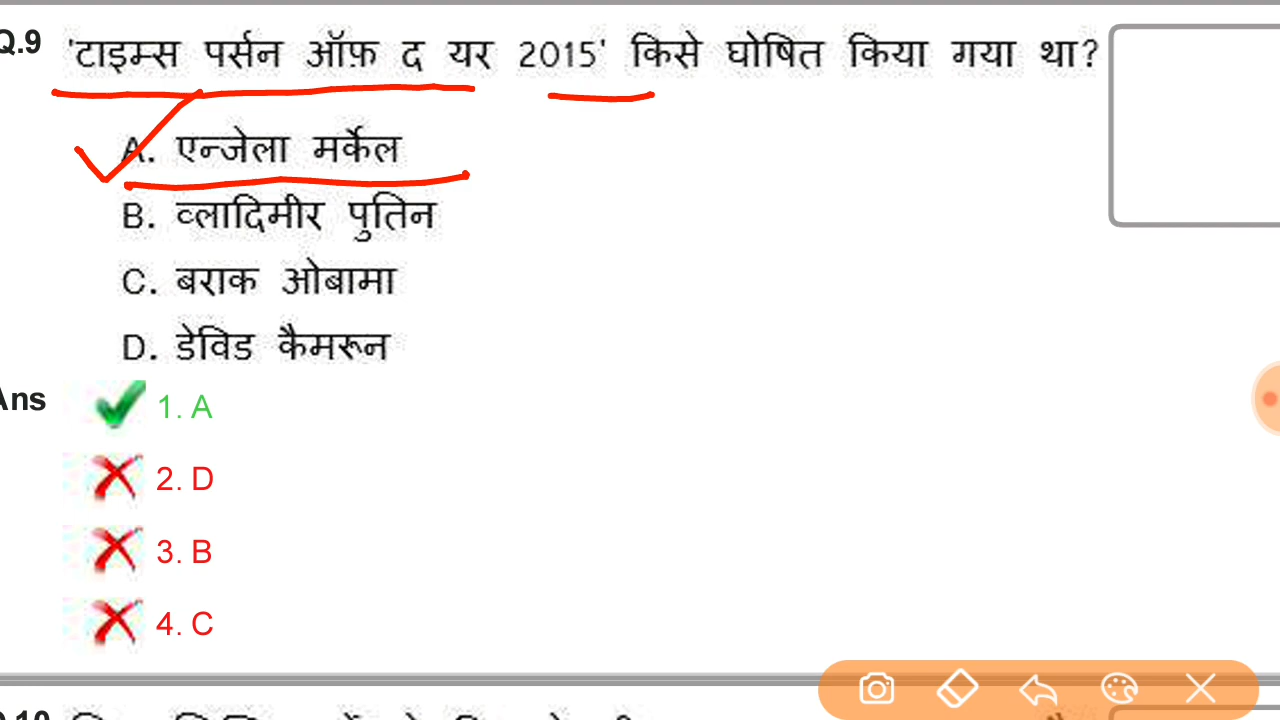 Q.9 'टाइम्स पर्सन ऑफ़ द यर 2015' किसे घोषित किया गया था?
A. एन्जेला मर्केल
B. व्लादिमीर पुतिन
C. बराक ओबामा
D. डेविड कैमरून
Ans 1. A
2. D
3. B
4. C